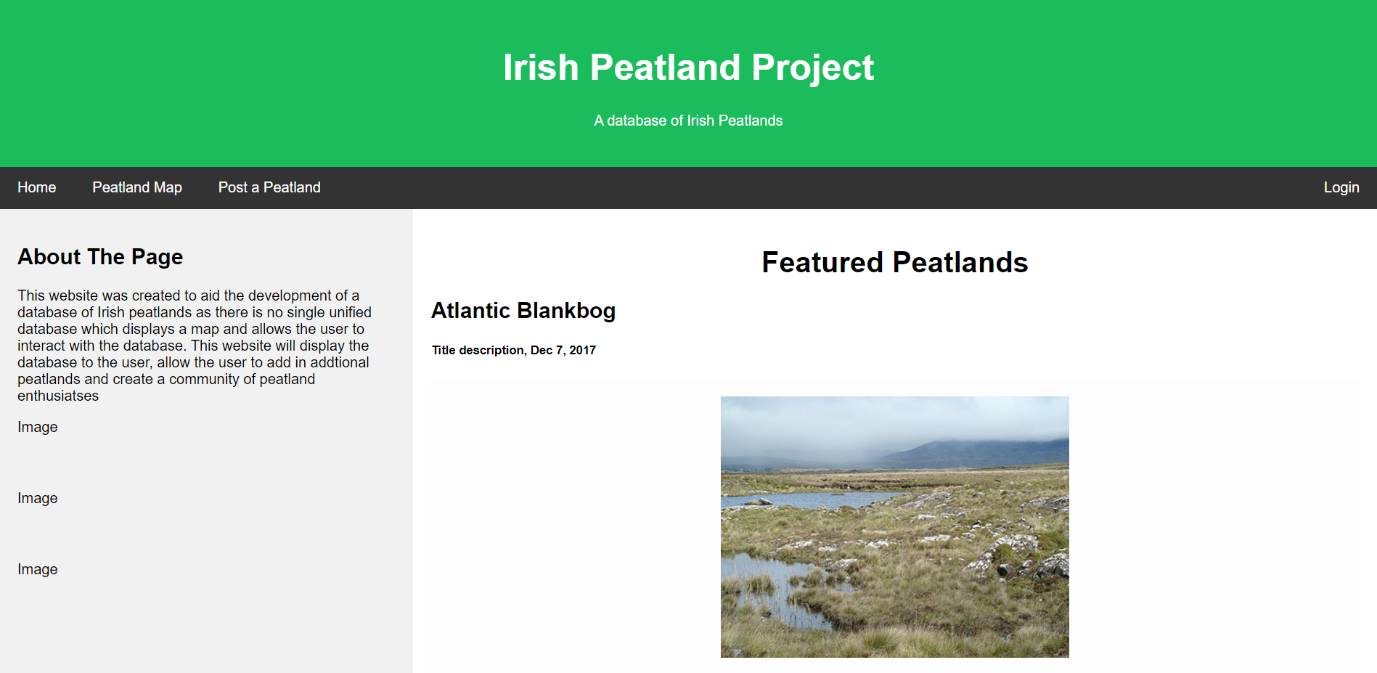 Irish Peatland Project
A database of Irish Peatlands
Home Peatland Map Post a Peatland Login
About The Page
This website was created to aid the development of a
database of Irish peatlands as there is no single unified
database which displays a map and allows the user to
interact with the database. This website will display the
database to the user, allow the user to add in addtional
peatlands and create a community of peatland
enthusiatses
Image
Image
Image
Featured Peatlands
Atlantic Blankbog
Title description, Dec 7, 2017